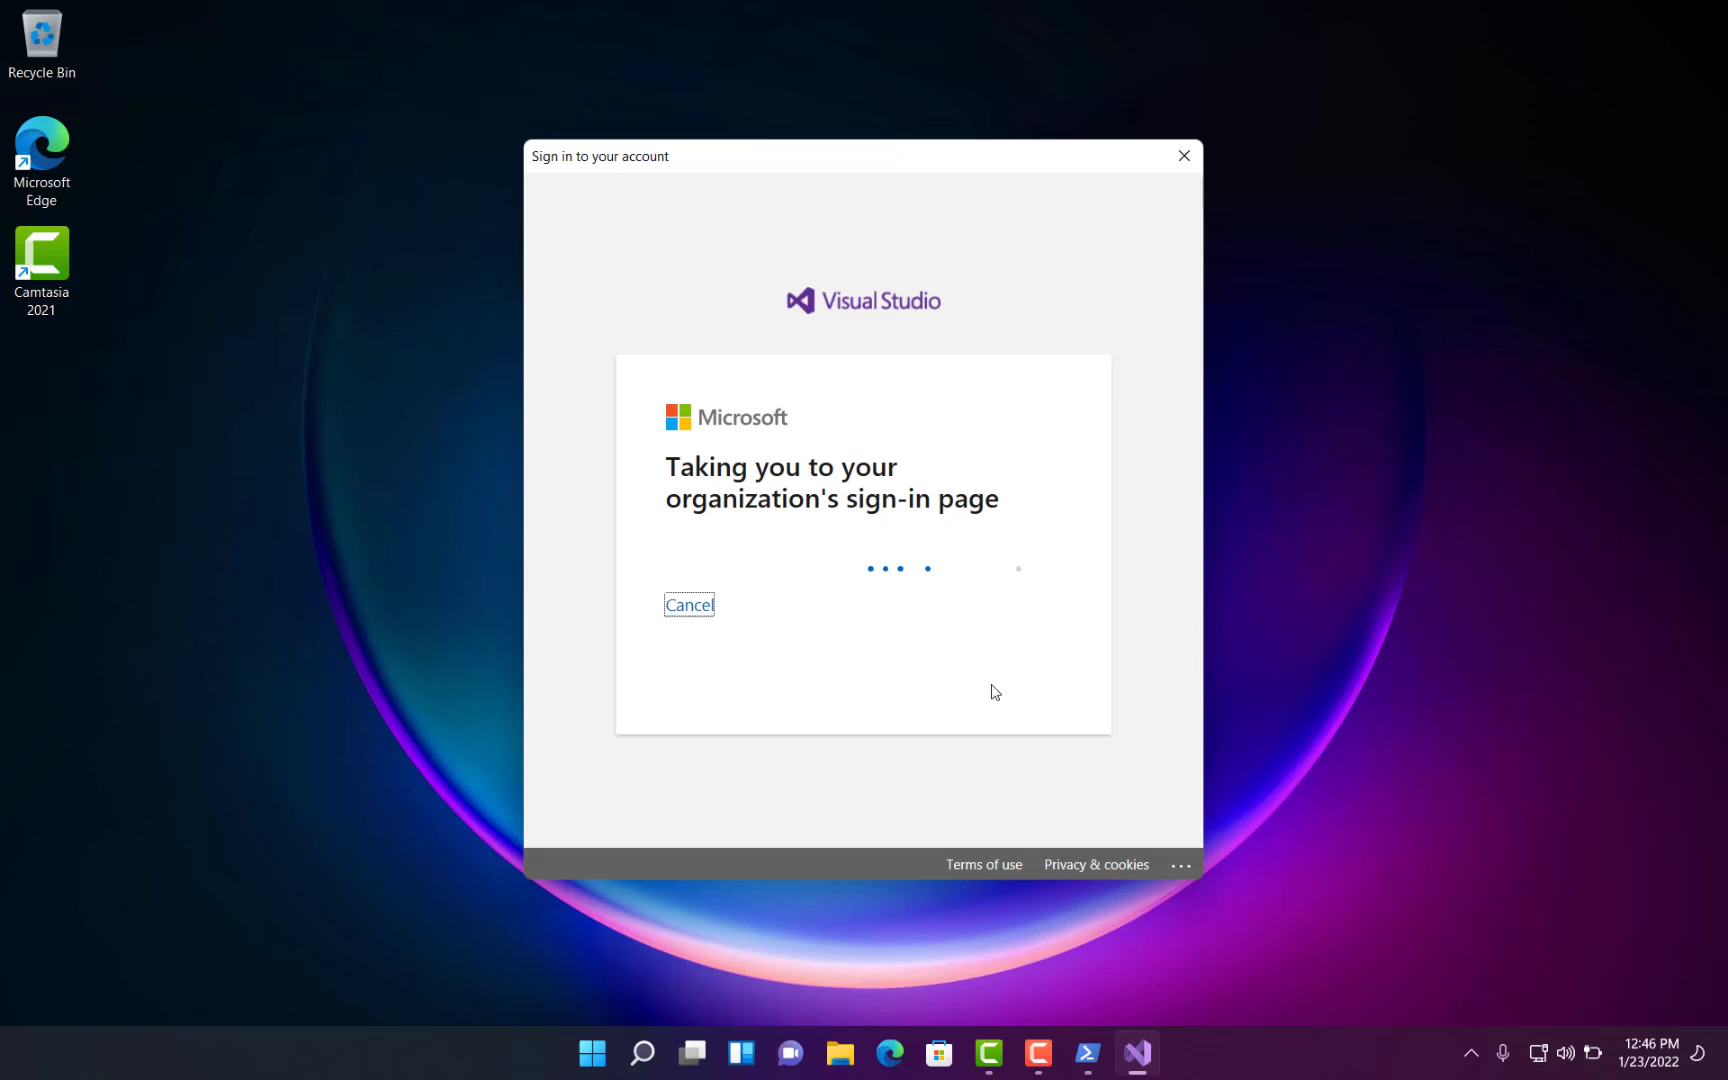 Recycle Bin
Microsoft
Edge
Camtasia
2021
Sign in to your account
Visual Studio
Microsoft
Taking you to your
organization's sign-in page
Cancel
Terms of use
Privacy & cookies
12:46 PM
1/23/2022